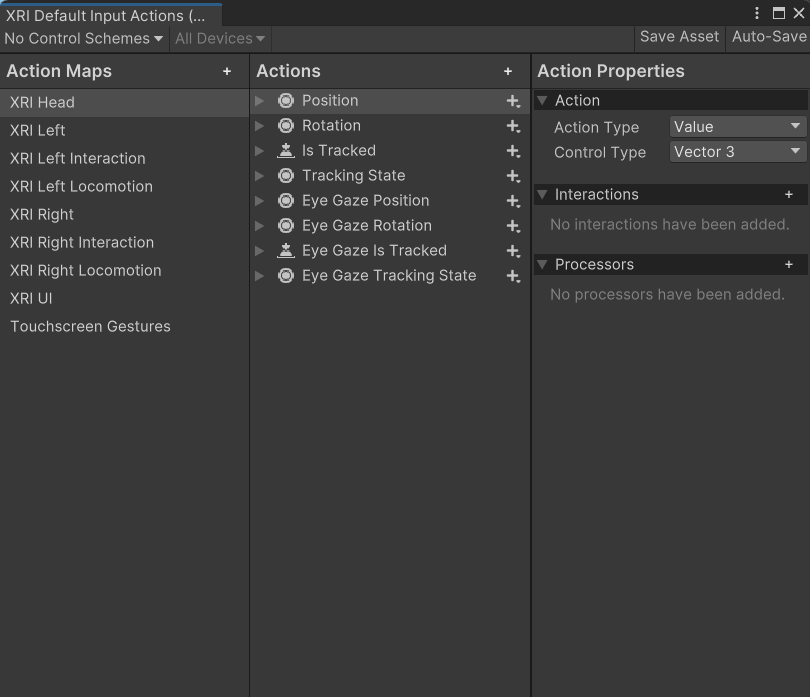 XRI Default Input Actions (...
No Control Schemes All Devices Save Asset Auto-Save
Action Maps +
XRI Head
XRI Left
XRI Left Interaction
XRI Left Locomotion
XRI Right
XRI Right Interaction
XRI Right Locomotion
XRI UI
Touchscreen Gestures
Actions +
Position
Rotation
Is Tracked
Tracking State
Eye Gaze Position
Eye Gaze Rotation
Eye Gaze Is Tracked
Eye Gaze Tracking State
Action Properties
Action
Action Type Value
Control Type Vector 3
Interactions +
No interactions have been added.
Processors +
No processors have been added.